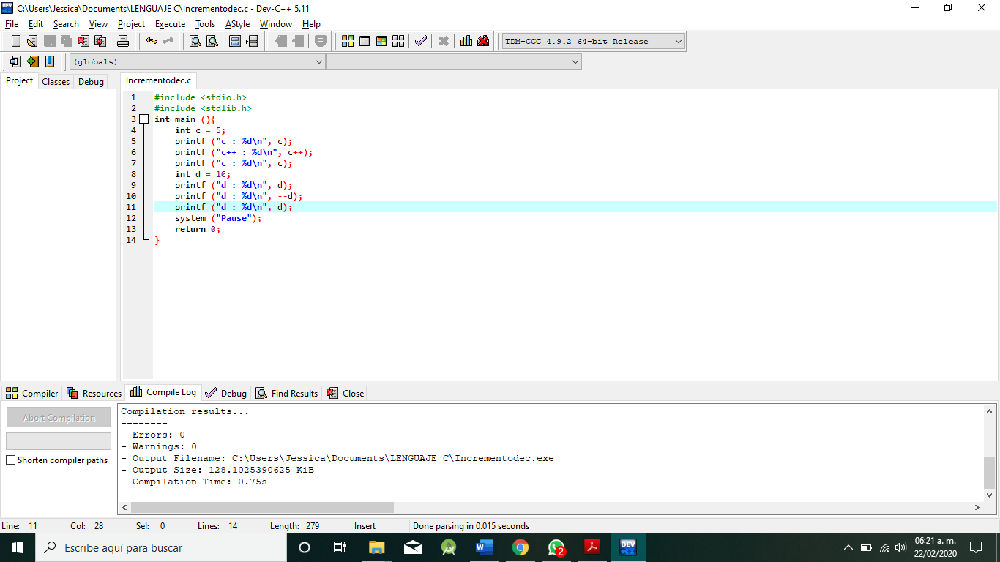 C:\Users\Jessica\Documents\LENGUAJE C\Incrementodec.c - Dev-C++ 5.11
File Edit Search View Project Execute Tools AStyle Window Help
TDM-GCC 4.9.2 64-bit Release
(globals)
Project Classes Debug
Incrementodec.c
1 #include <stdio.h>
2 #include <stdlib.h>
3 int main (){
4 int c = 5;
5 printf ("c : %d\n", c);
6 printf ("c++ : %d\n", c++);
7 printf ("c : %d\n", c);
8 int d = 10;
9 printf ("d : %d\n", d);
10 printf ("d : %d\n", --d);
11 printf ("d : %d\n", d);
12 system ("Pause");
13 return 0;
14 }
Compiler Resources Compile Log Debug Find Results Close
Abort Compilation
Shorten compiler paths
Compilation results...
--------
- Errors: 0
- Warnings: 0
- Output Filename: C:\Users\Jessica\Documents\LENGUAJE C\Incrementodec.exe
- Output Size: 128.1025390625 KiB
- Compilation Time: 0.75s
Line: 11 Col: 28 Sel: 0 Lines: 14 Length: 279 Insert Done parsing in 0.015 seconds
Escribe aquí para buscar
2
DEV
06:21 a. m.
22/02/2020